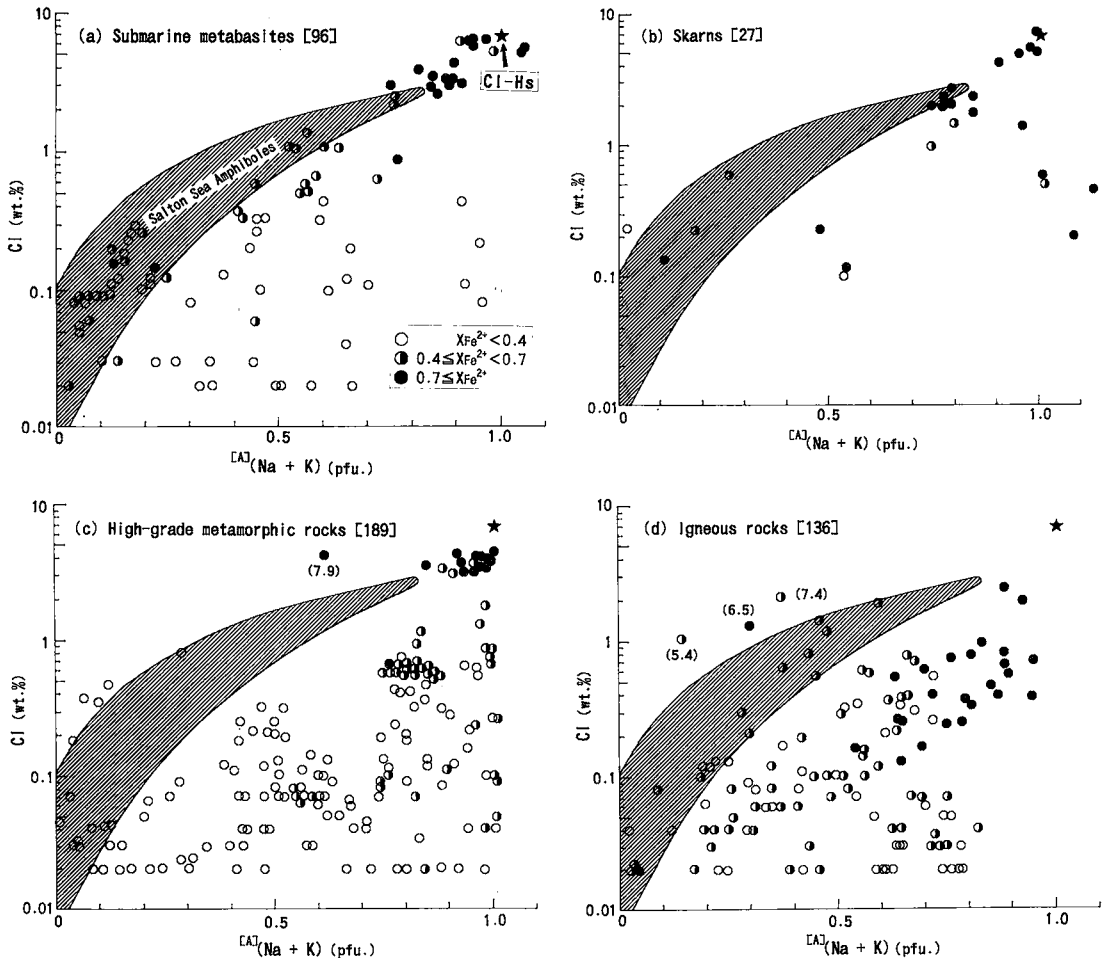 (a) Submarine metabasites [96]
Cl-Hs
Salton Sea Amphiboles
XFe²⁺<0.4
0.4≦XFe²⁺<0.7
0.7≦XFe²⁺
10
5
1
0.1
0.01
Cl (wt.%)
0
0.5
1.0
[A](Na + K) (pfu.)
(b) Skarns [27]
10
5
1
0.1
0.01
Cl (wt.%)
0
0.5
1.0
[A](Na + K) (pfu.)
(c) High-grade metamorphic rocks [189]
(7.9)
10
5
1
0.1
0.01
Cl (wt.%)
0
0.5
1.0
[A](Na + K) (pfu.)
(d) Igneous rocks [136]
(6.5)
(7.4)
(5.4)
10
5
1
0.1
0.01
Cl (wt.%)
0
0.5
1.0
[A](Na + K) (pfu.)